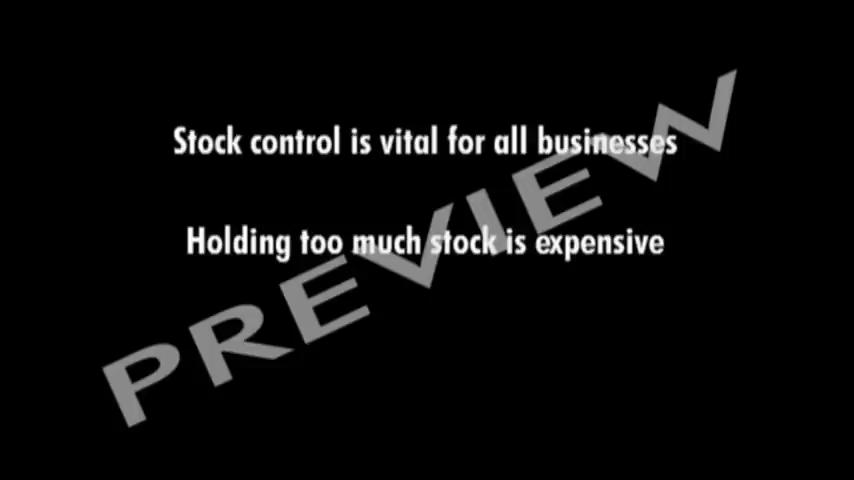 Stock control is vital for all businesses
Holding too much stock is expensive
PREVIEW